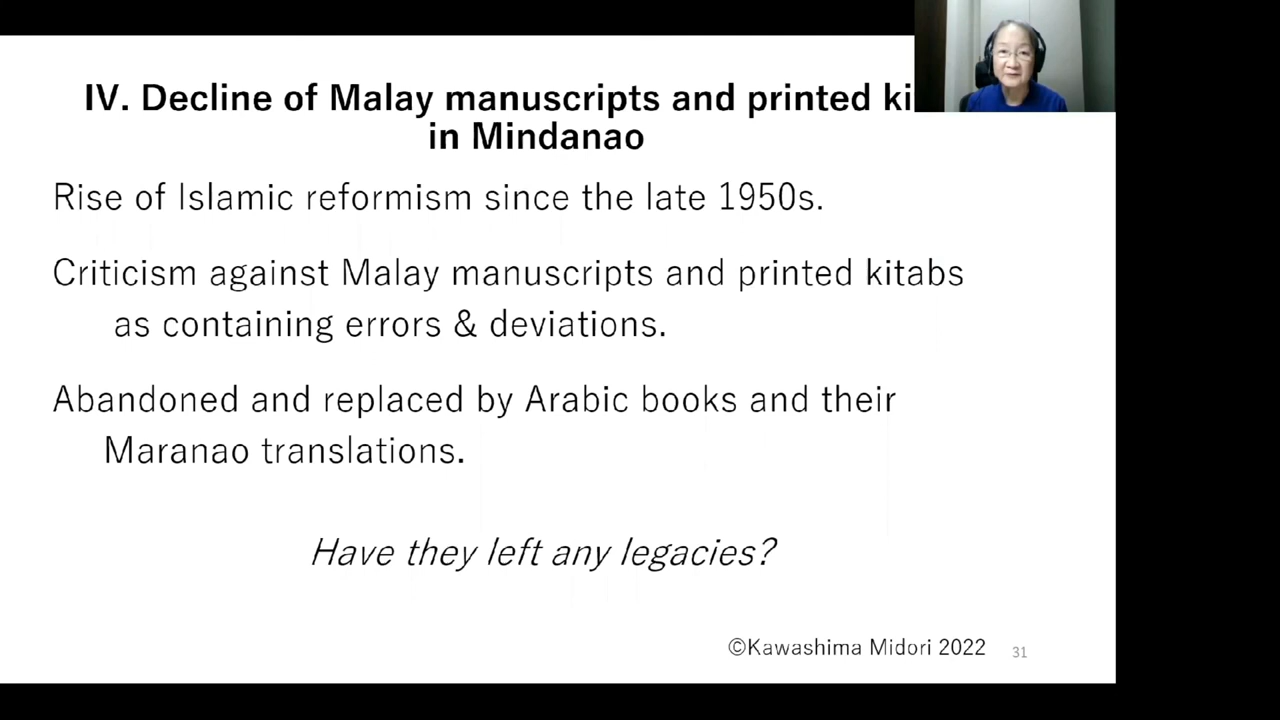 IV. Decline of Malay manuscripts and printed
in Mindanao
Rise of Islamic reformism since the late 1950s.
Criticism against Malay manuscripts and printed kitabs
as containing errors & deviations.
Abandoned and replaced by Arabic books and their
Maranao translations.
Have they left any legacies?
©Kawashima Midori 2022 31